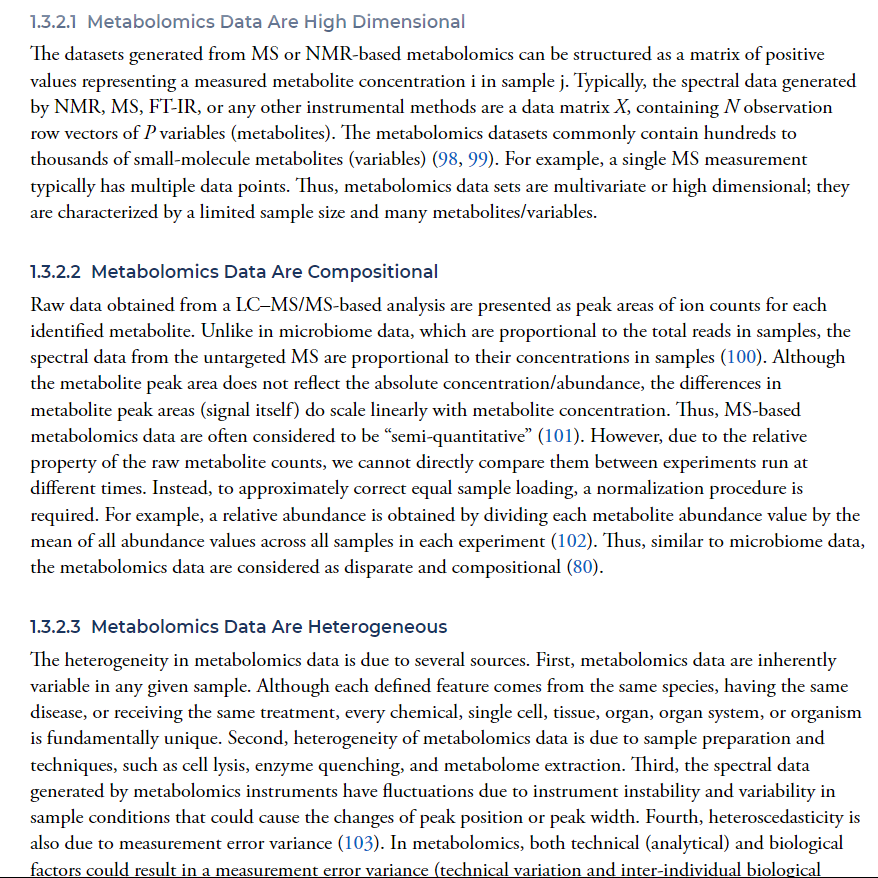 1.3.2.1 Metabolomics Data Are High Dimensional
The datasets generated from MS or NMR-based metabolomics can be structured as a matrix of positive
values representing a measured metabolite concentration i in sample j. Typically, the spectral data generated
by NMR, MS, FT-IR, or any other instrumental methods are a data matrix X, containing N observation
row vectors of P variables (metabolites). The metabolomics datasets commonly contain hundreds to
thousands of small-molecule metabolites (variables) (98, 99). For example, a single MS measurement
typically has multiple data points. Thus, metabolomics data sets are multivariate or high dimensional; they
are characterized by a limited sample size and many metabolites/variables.
1.3.2.2 Metabolomics Data Are Compositional
Raw data obtained from a LC–MS/MS-based analysis are presented as peak areas of ion counts for each
identified metabolite. Unlike in microbiome data, which are proportional to the total reads in samples, the
spectral data from the untargeted MS are proportional to their concentrations in samples (100). Although
the metabolite peak area does not reflect the absolute concentration/abundance, the differences in
metabolite peak areas (signal itself) do scale linearly with metabolite concentration. Thus, MS-based
metabolomics data are often considered to be “semi-quantitative” (101). However, due to the relative
property of the raw metabolite counts, we cannot directly compare them between experiments run at
different times. Instead, to approximately correct equal sample loading, a normalization procedure is
required. For example, a relative abundance is obtained by dividing each metabolite abundance value by the
mean of all abundance values across all samples in each experiment (102). Thus, similar to microbiome data,
the metabolomics data are considered as disparate and compositional (80).
1.3.2.3 Metabolomics Data Are Heterogeneous
The heterogeneity in metabolomics data is due to several sources. First, metabolomics data are inherently
variable in any given sample. Although each defined feature comes from the same species, having the same
disease, or receiving the same treatment, every chemical, single cell, tissue, organ, organ system, or organism
is fundamentally unique. Second, heterogeneity of metabolomics data is due to sample preparation and
techniques, such as cell lysis, enzyme quenching, and metabolome extraction. Third, the spectral data
generated by metabolomics instruments have fluctuations due to instrument instability and variability in
sample conditions that could cause the changes of peak position or peak width. Fourth, heteroscedasticity is
also due to measurement error variance (103). In metabolomics, both technical (analytical) and biological
factors could result in a measurement error variance (technical variation and inter-individual biological